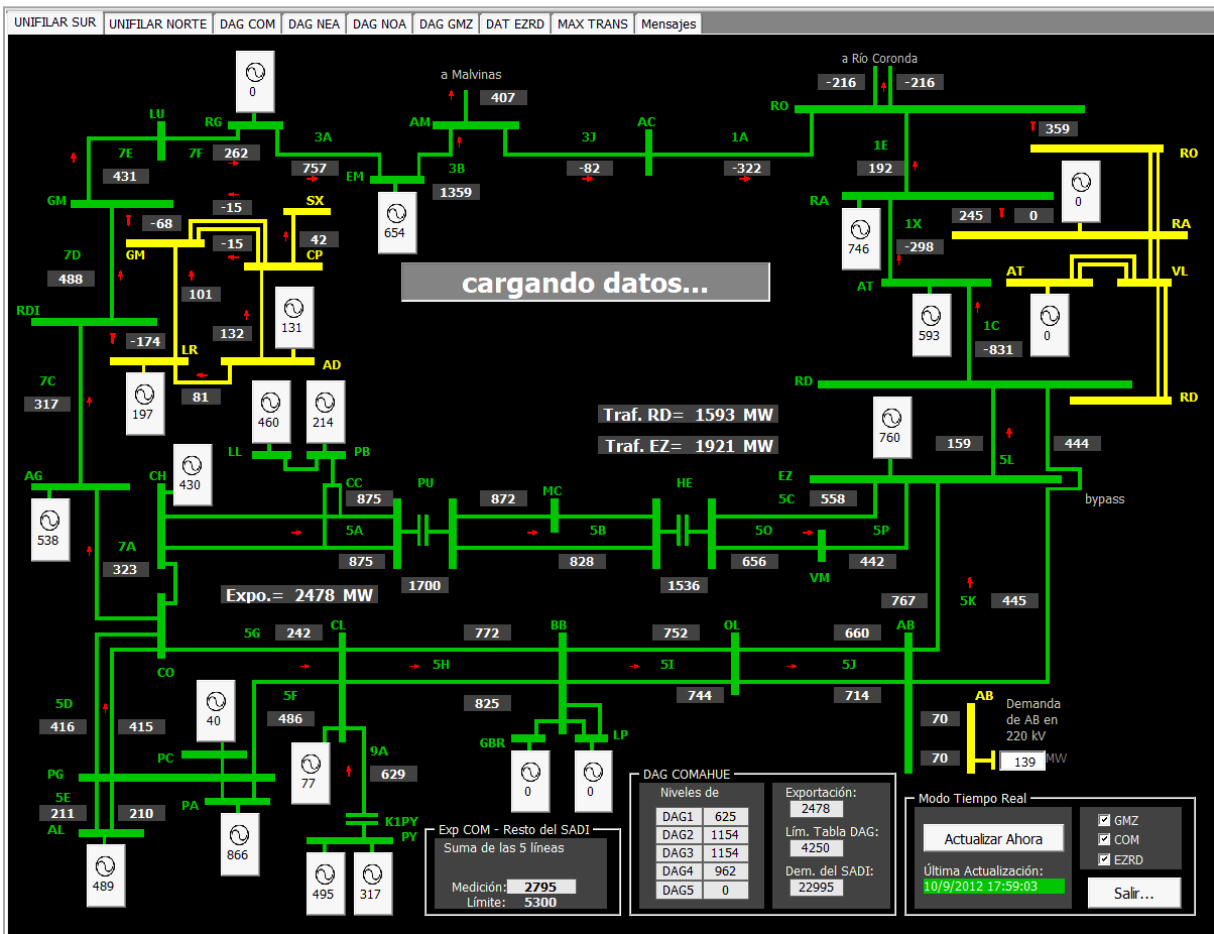 UNIFILAR SUR UNIFILAR NORTE DAG COM DAG NEA DAG NOA DAG GMZ DAT EZRD MAX TRANS Mensajes
a Río Coronda
a Malvinas
-216 -216
0
407
RO
LU
RG
AM
AC
359
3A
3J
1A
1E
7E 7F 262
RO
431
757
EM
3B
-82
-322
192
0
1359
-15
SX
GM
RA
-68
654
746
1X
245 0
RA
GM
-15
42
-298
CP
7D
488
101
cargando datos...
AT
AT
VL
RDI
131
593
1C
0
-174
132
-831
LR
AD
7C
RD
317
81
RD
197
460
214
Traf. RD= 1593 MW
760
159
444
Traf. EZ= 1921 MW
5L
LL
PB
AG
CH
430
CC
PU
HE
EZ
875
872
MC
5C
558
bypass
538
5A
5B
5O
5P
7A
875
828
656
442
323
1700
1536
VM
Expo.= 2478 MW
767
5K
445
5G
242
CL
772
BB
752
OL
660
AB
CO
5H
5I
5J
5D
5F
744
714
AB
Demanda
de AB en
220 kV
416
415
40
486
825
70
GBR
LP
9A
PC
70
139 MW
PG
77
629
0
0
5E
PA
211
210
AL
K1PY
PY
866
489
495
317
Exp COM - Resto del SADI
Suma de las 5 líneas
Medición: 2795
Límite: 5300
DAG COMAHUE
Niveles de
DAG1 625
DAG2 1154
DAG3 1154
DAG4 962
DAG5 0
Exportación:
2478
Lím. Tabla DAG:
4250
Dem. del SADI:
22995
Modo Tiempo Real
Actualizar Ahora
Última Actualización:
10/9/2012 17:59:03
GMZ
COM
EZRD
Salir...